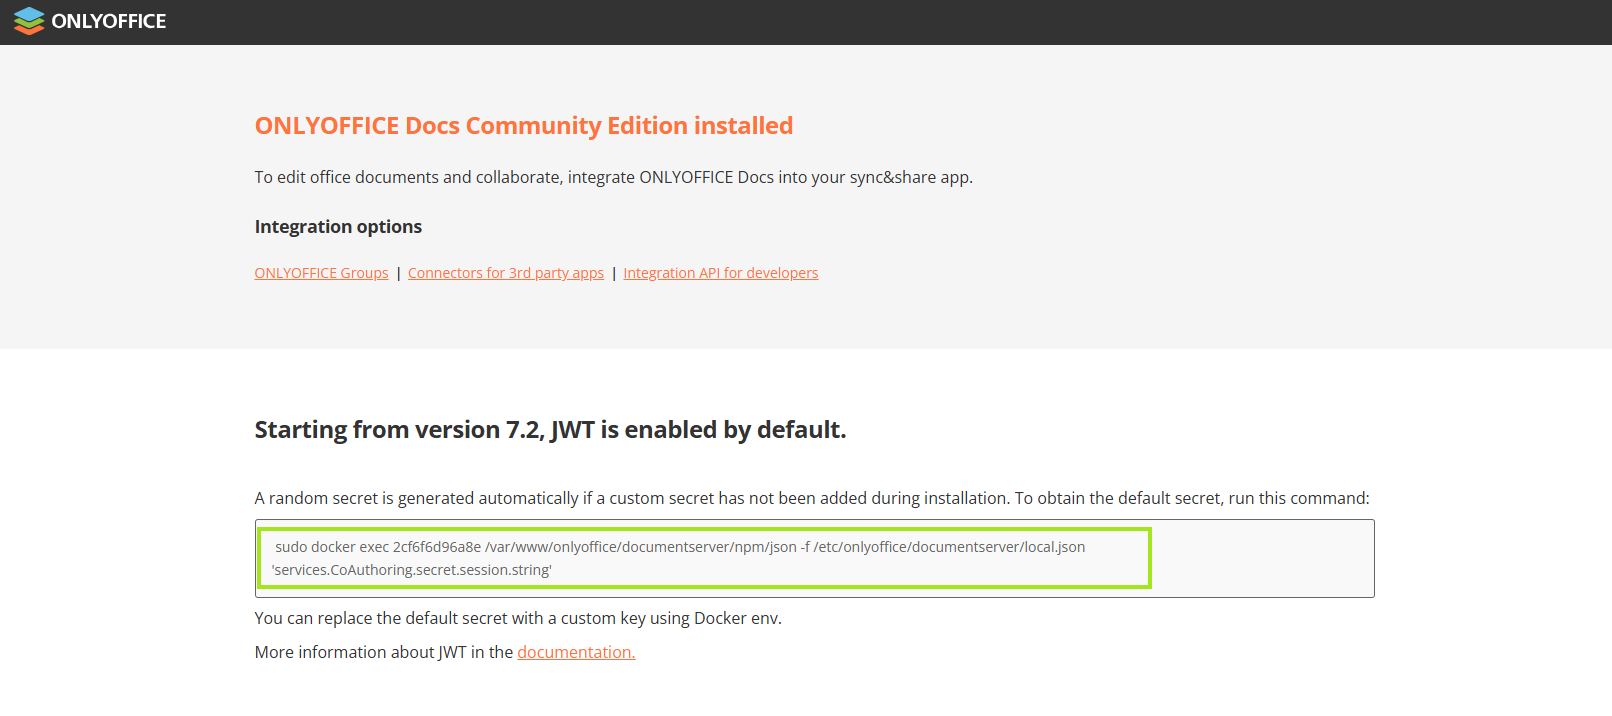 ONLYOFFICE
ONLYOFFICE Docs Community Edition installed
To edit office documents and collaborate, integrate ONLYOFFICE Docs into your sync&share app.
Integration options
ONLYOFFICE Groups | Connectors for 3rd party apps | Integration API for developers
Starting from version 7.2, JWT is enabled by default.
A random secret is generated automatically if a custom secret has not been added during installation. To obtain the default secret, run this command:
sudo docker exec 2cf6f6d96a8e /var/www/onlyoffice/documentserver/npm/json -f /etc/onlyoffice/documentserver/local.json
'services.CoAuthoring.secret.session.string'
You can replace the default secret with a custom key using Docker env.
More information about JWT in the documentation.